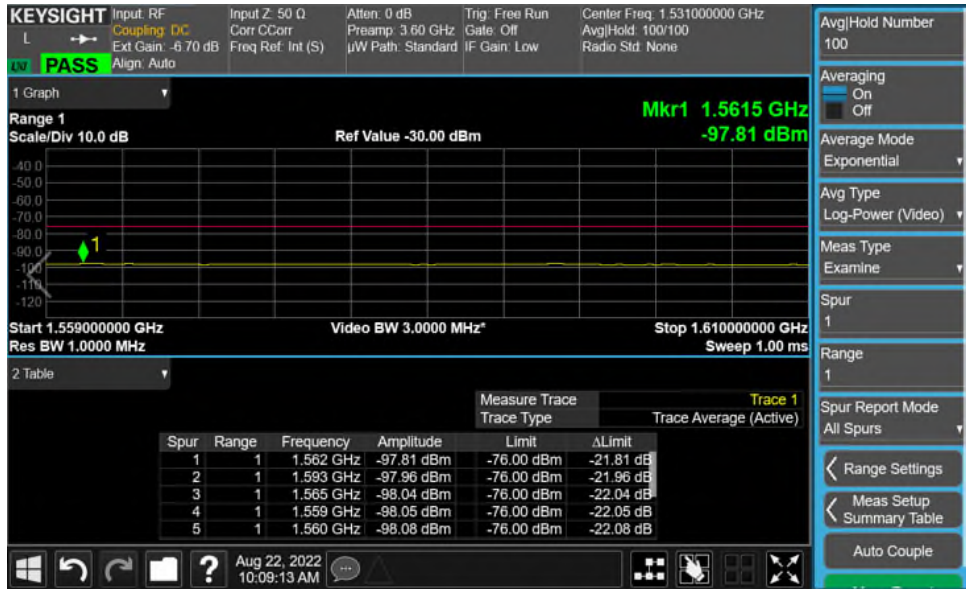 KEYSIGHT
L
LXI
PASS
Input: RF
Coupling: DC
Ext Gain: -6.70 dB
Align: Auto
Input Z: 50 Ω
Corr CCorr
Freq Ref: Int (S)
Atten: 0 dB
Preamp: 3.60 GHz
µW Path: Standard
Trig: Free Run
Gate: Off
IF Gain: Low
Center Freq: 1.531000000 GHz
Avg|Hold: 100/100
Radio Std: None
1 Graph
Range 1
Scale/Div 10.0 dB
Ref Value -30.00 dBm
Mkr1 1.5615 GHz
-97.81 dBm
-40.0
-50.0
-60.0
-70.0
-80.0
-90.0
-100
-110
-120
1
Start 1.559000000 GHz
Video BW 3.0000 MHz*
Stop 1.610000000 GHz
Res BW 1.0000 MHz
Sweep 1.00 ms
2 Table
Measure Trace Trace 1
Trace Type Trace Average (Active)
Spur Range Frequency Amplitude Limit ΔLimit
1 1 1.562 GHz -97.81 dBm -76.00 dBm -21.81 dB
2 1 1.593 GHz -97.96 dBm -76.00 dBm -21.96 dB
3 1 1.565 GHz -98.04 dBm -76.00 dBm -22.04 dB
4 1 1.559 GHz -98.05 dBm -76.00 dBm -22.05 dB
5 1 1.560 GHz -98.08 dBm -76.00 dBm -22.08 dB
?
Aug 22, 2022
10:09:13 AM
Avg|Hold Number
100
Averaging
On
Off
Average Mode
Exponential
Avg Type
Log-Power (Video)
Meas Type
Examine
Spur
1
Range
1
Spur Report Mode
All Spurs
Range Settings
Meas Setup
Summary Table
Auto Couple